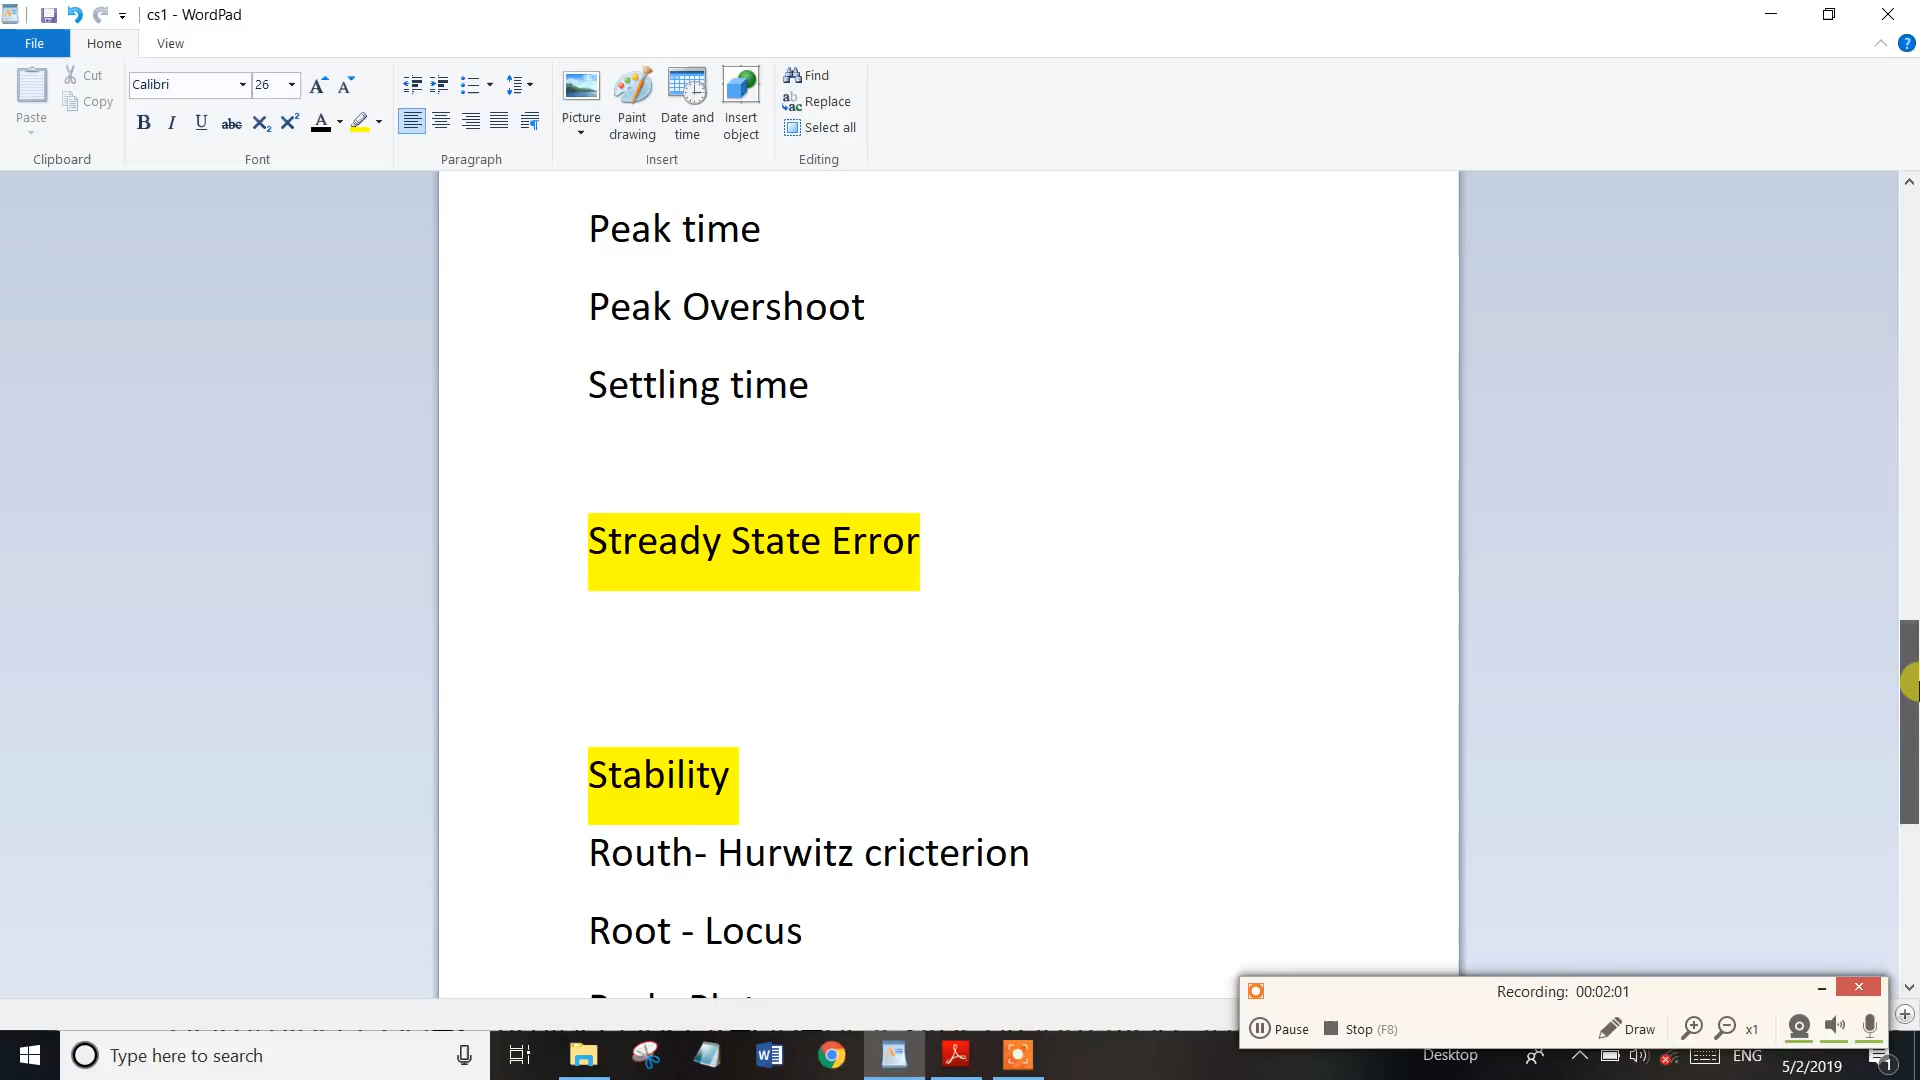 cs1 - WordPad
File Home View
Paste Cut Copy
Clipboard
Calibri 26
Font
Paragraph
Picture Paint drawing Date and time Insert object
Insert
Find
Replace
Select all
Editing
Peak time
Peak Overshoot
Settling time
Stready State Error
Stability
Routh- Hurwitz cricterion
Root - Locus
Recording: 00:02:01
Pause Stop (F8) Draw x1
Type here to search
Desktop
ENG
5/2/2019
1